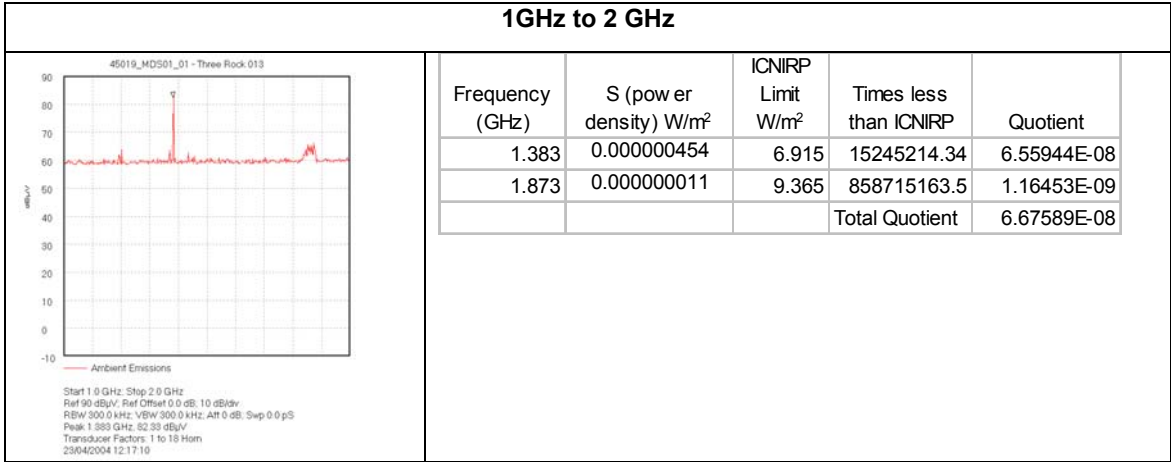 1GHz to 2 GHz
45019_MDS01_01 - Three Rock 013
90
80
70
60
50
40
30
20
10
0
-10
dBµV
Ambient Emissions
Start 1.0 GHz; Stop 2.0 GHz
Ref 90 dBµV; Ref Offset 0.0 dB; 10 dB/div
RBW 300.0 kHz; VBW 300.0 kHz; Att 0 dB; Swp 0.0 pS
Peak 1.383 GHz, 82.33 dBµV
Transducer Factors: 1 to 18 Horn
23/04/2004 12:17:10
Frequency (GHz) S (pow er density) W/m² ICNIRP Limit W/m² Times less than ICNIRP Quotient
1.383 0.000000454 6.915 15245214.34 6.55944E-08
1.873 0.000000011 9.365 858715163.5 1.16453E-09
Total Quotient 6.67589E-08